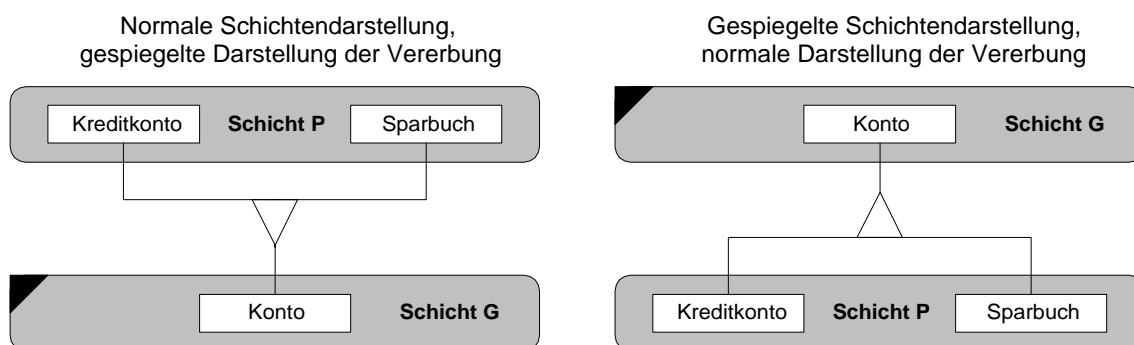 Normale Schichtendarstellung,
gespiegelte Darstellung der Vererbung
Kreditkonto Schicht P Sparbuch
Konto Schicht G
Gespiegelte Schichtendarstellung,
normale Darstellung der Vererbung
Konto Schicht G
Kreditkonto Schicht P Sparbuch